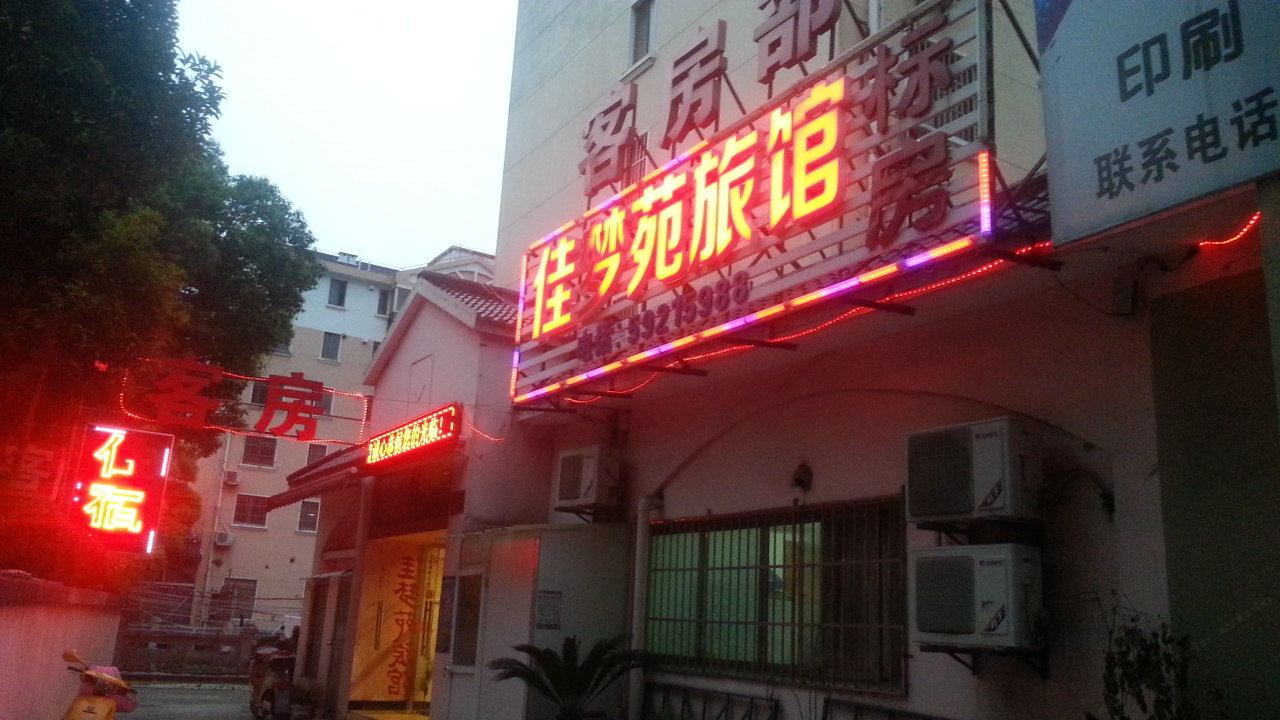 客房部
标房
佳梦苑旅馆
电话:59215988
印刷
联系电话
客房
住宿